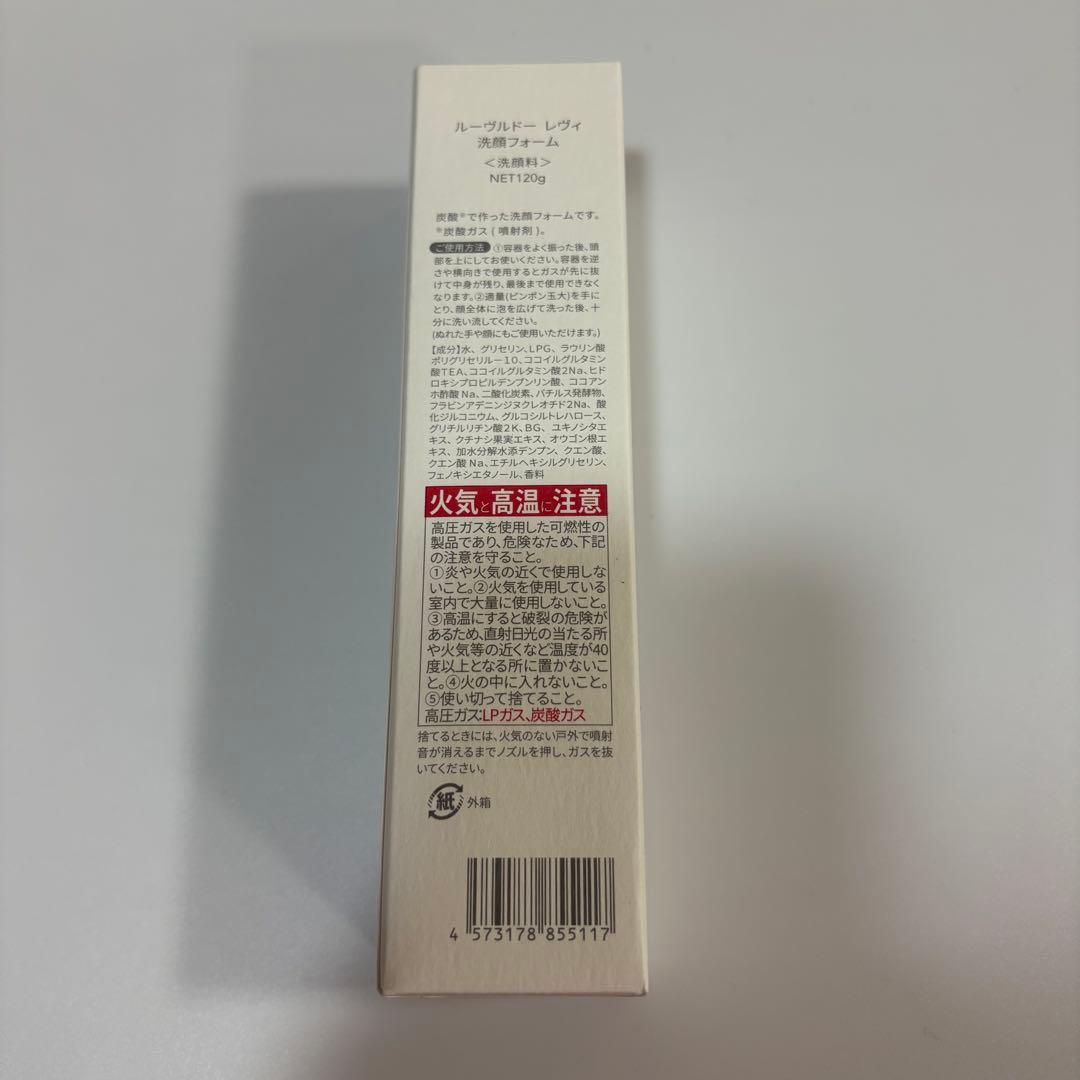 ルーヴルドー レヴィ
洗顔フォーム
＜洗顔料＞
NET120g
炭酸※で作った洗顔フォームです。
※炭酸ガス(噴射剤)。
ご使用方法 ①容器をよく振った後、頭
部を上にしてお使いください。容器を逆
さや横向きで使用するとガスが先に抜
けて中身が残り、最後まで使用できなく
なります。②適量(ピンポン玉大)を手に
とり、顔全体に泡を広げて洗った後、十
分に洗い流してください。
(ぬれた手や顔にもご使用いただけます。)
【成分】水、グリセリン、LPG、ラウリン酸
ポリグリセリル－10、ココイルグルタミン
酸TEA、ココイルグルタミン酸2Na、ヒド
ロキシプロピルデンプンリン酸、ココアン
ホ酢酸Na、二酸化炭素、バチルス発酵物、
フラビンアデニンジヌクレオチド2Na、酸
化ジルコニウム、グルコシルトレハロース、
グリチルリチン酸2K、BG、ユキノシタエ
キス、クチナシ果実エキス、オウゴン根エ
キス、加水分解水添デンプン、クエン酸、
クエン酸Na、エチルヘキシルグリセリン、
フェノキシエタノール、香料
火気と高温に注意
高圧ガスを使用した可燃性の
製品であり、危険なため、下記
の注意を守ること。
①炎や火気の近くで使用しな
いこと。②火気を使用している
室内で大量に使用しないこと。
③高温にすると破裂の危険が
あるため、直射日光の当たる所
や火気等の近くなど温度が40
度以上となる所に置かないこ
と。④火の中に入れないこと。
⑤使い切って捨てること。
高圧ガス:LPガス、炭酸ガス
捨てるときには、火気のない戸外で噴射
音が消えるまでノズルを押し、ガスを抜
いてください。
紙 外箱
4 573178 855117